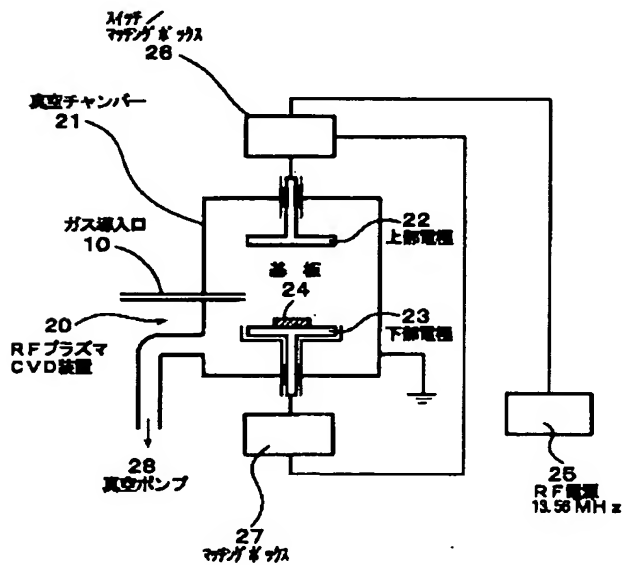 スイッチ/
マッチングボックス
26
真空チャンバー
21
ガス導入口
10
22
上部電極
基板
24
23
下部電極
20
RFプラズマ
CVD装置
28
真空ポンプ
27
マッチングボックス
25
RF電源
13.56MHz